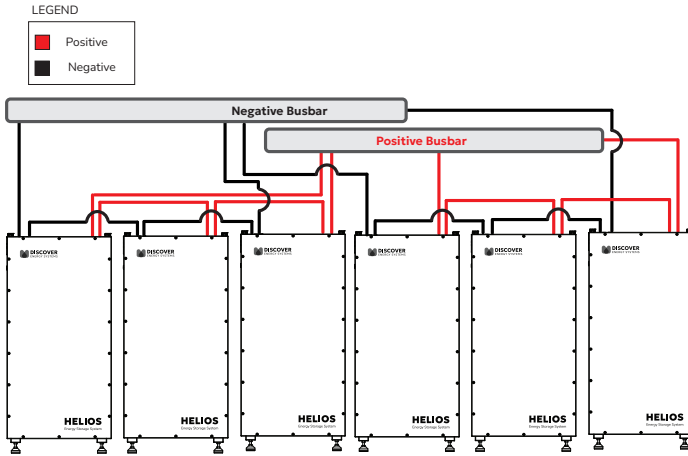 LEGEND
Positive
Negative
Negative Busbar
Positive Busbar
DISCOVER
ENERGY SYSTEMS
DISCOVER
ENERGY SYSTEMS
DISCOVER
ENERGY SYSTEMS
DISCOVER
ENERGY SYSTEMS
DISCOVER
ENERGY SYSTEMS
DISCOVER
ENERGY SYSTEMS
HELIOS
Energy Storage System
HELIOS
Energy Storage System
HELIOS
Energy Storage System
HELIOS
Energy Storage System
HELIOS
Energy Storage System
HELIOS
Energy Storage System